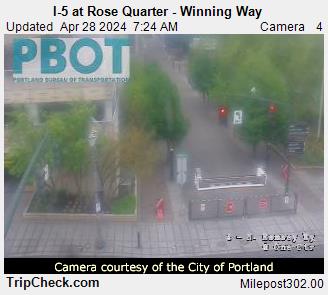 I-5 at Rose Quarter - Winning Way
Updated Apr 28 2024 7:24 AM Camera 4
PBOT
PORTLAND BUREAU OF TRANSPORTATION
Camera courtesy of the City of Portland
TripCheck.com Milepost302.00